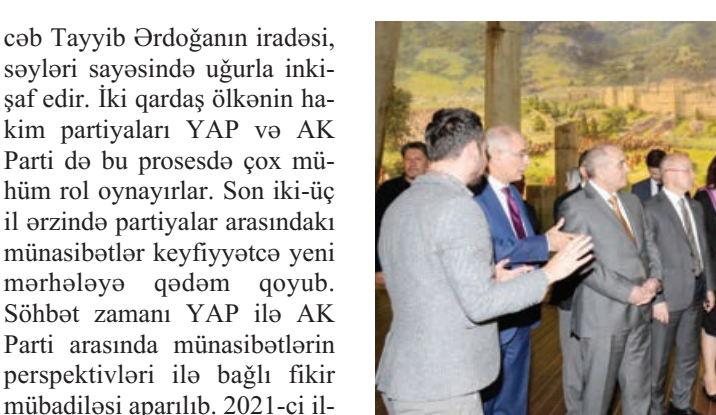 cəb Tayyib Ərdoğanın iradəsi,
səyləri sayəsində uğurla inki-
şaf edir. İki qardaş ölkənin ha-
kim partiyaları YAP və AK
Parti də bu prosesdə çox mü-
hüm rol oynayırlar. Son iki-üç
il ərzində partiyalar arasındakı
münasibətlər keyfiyyətcə yeni
mərhələyə qədəm qoyub.
Söhbət zamanı YAP ilə AK
Parti arasında münasibətlərin
perspektivləri ilə bağlı fikir
mübadiləsi aparılıb. 2021-ci il-